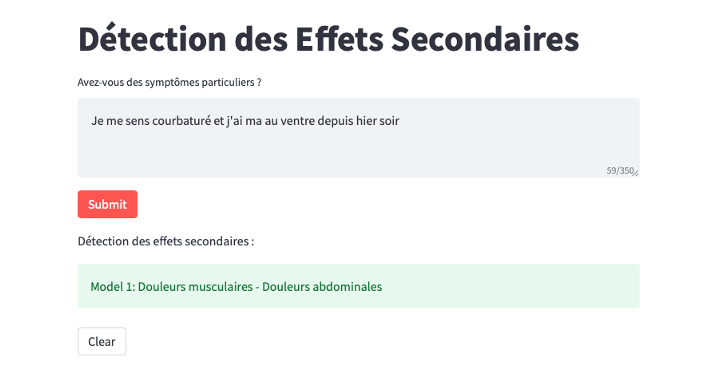 Détection des Effets Secondaires
Avez-vous des symptômes particuliers ?
Je me sens courbaturé et j'ai ma au ventre depuis hier soir
59/350
Submit
Détection des effets secondaires :
Model 1: Douleurs musculaires - Douleurs abdominales
Clear